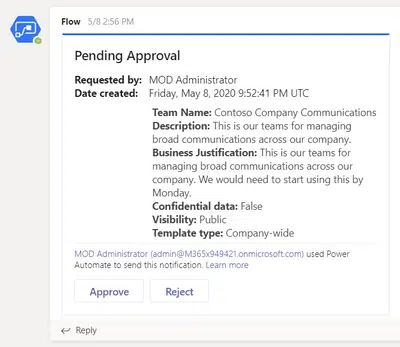 Flow 5/8 2:56 PM
Pending Approval
Requested by: MOD Administrator
Date created: Friday, May 8, 2020 9:52:41 PM UTC
Team Name: Contoso Company Communications
Description: This is our teams for managing
broad communications across our company.
Business Justification: This is our teams for
managing broad communications across our
company. We would need to start using this by
Monday.
Confidential data: False
Visibility: Public
Template type: Company-wide
MOD Administrator (admin@M365x949421.onmicrosoft.com) used Power
Automate to send this notification. Learn more
Approve Reject
Reply